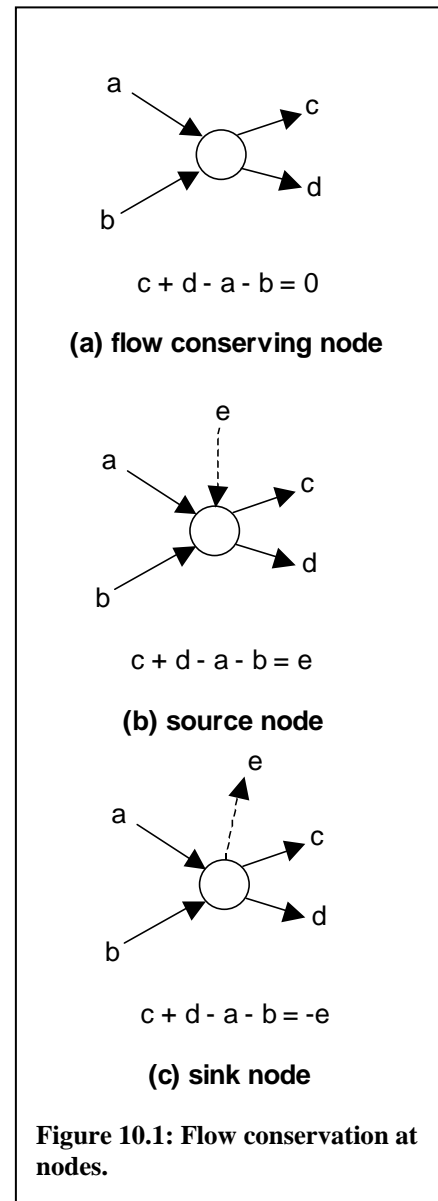 a
c
b
d
c + d - a - b = 0
(a) flow conserving node
e
a
c
b
d
c + d - a - b = e
(b) source node
e
a
c
b
d
c + d - a - b = -e
(c) sink node
Figure 10.1: Flow conservation at
nodes.